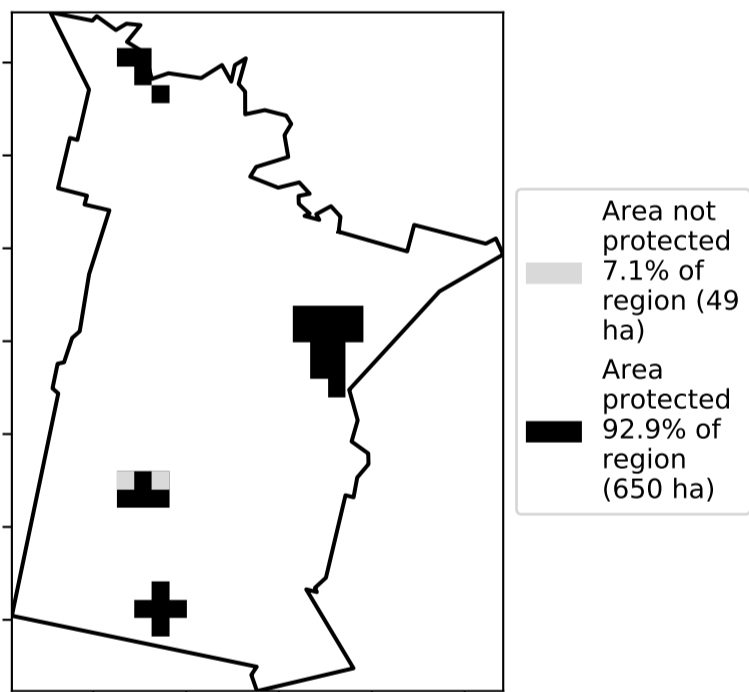 Area not
protected
7.1% of
region (49
ha)
Area
protected
92.9% of
region
(650 ha)